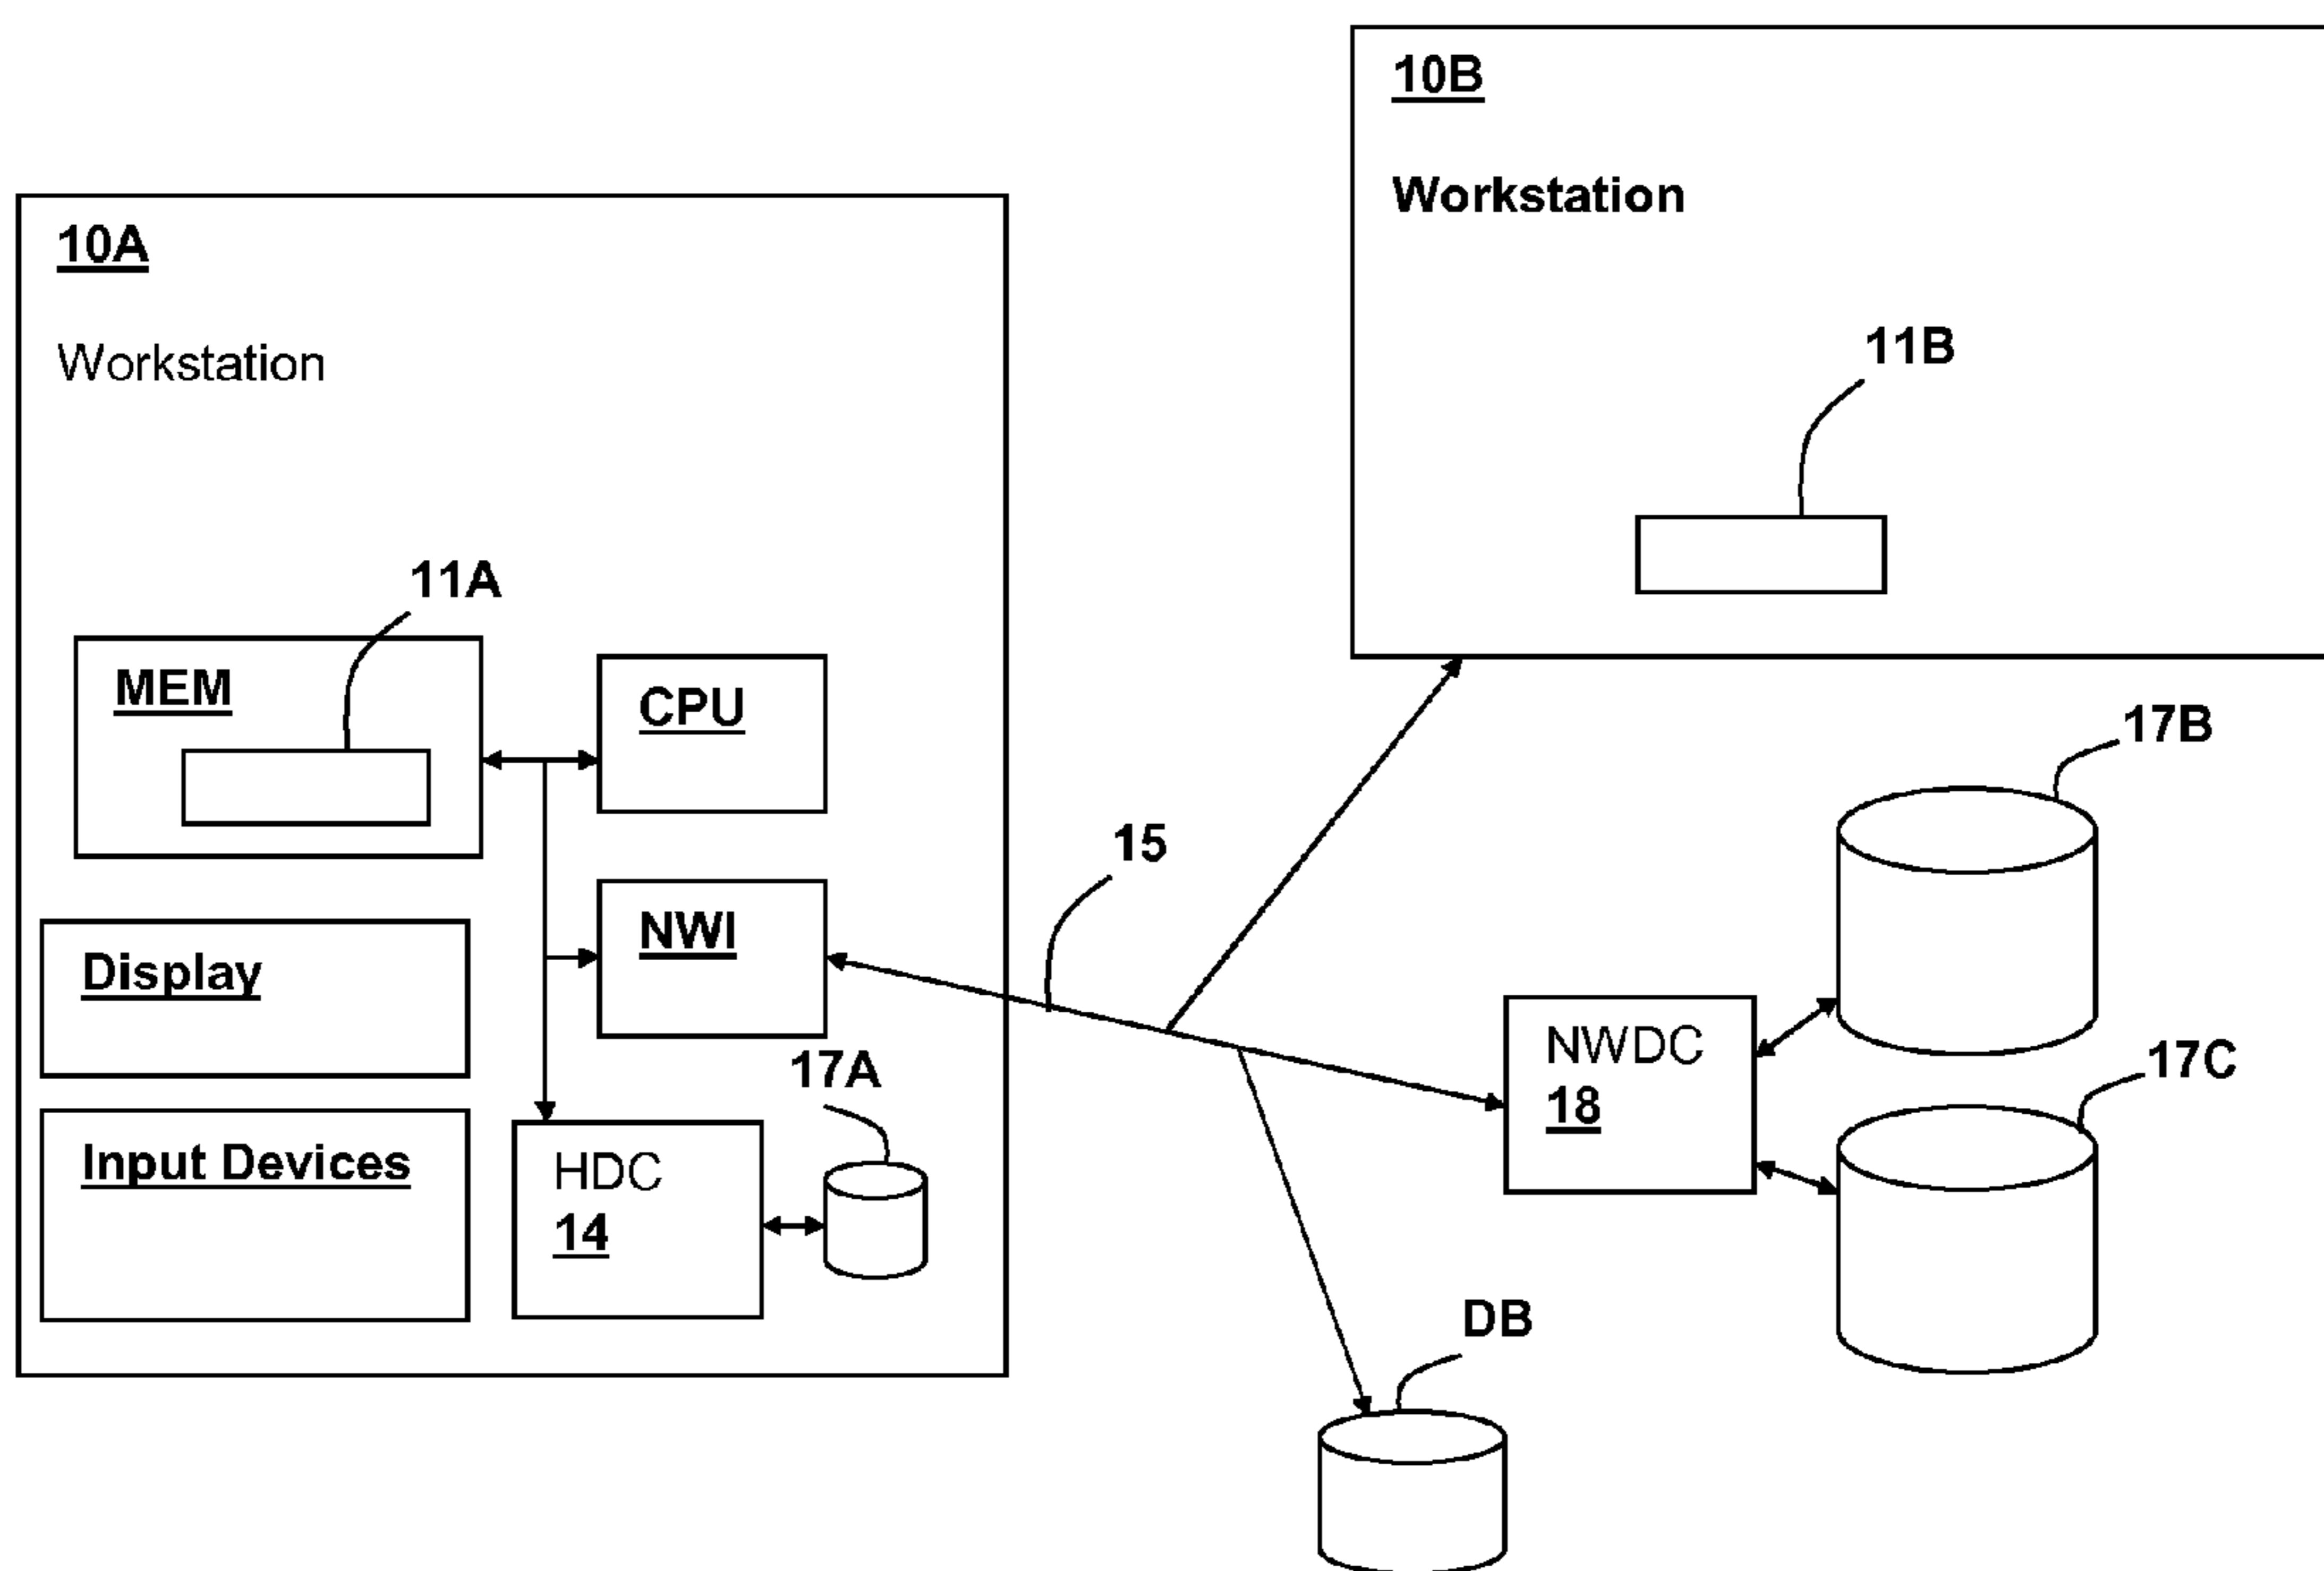 10B
Workstation
11B
10A
Workstation
11A
MEM
CPU
NWI
Display
Input Devices
HDC
14
17A
15
17B
NWDC
18
17C
DB